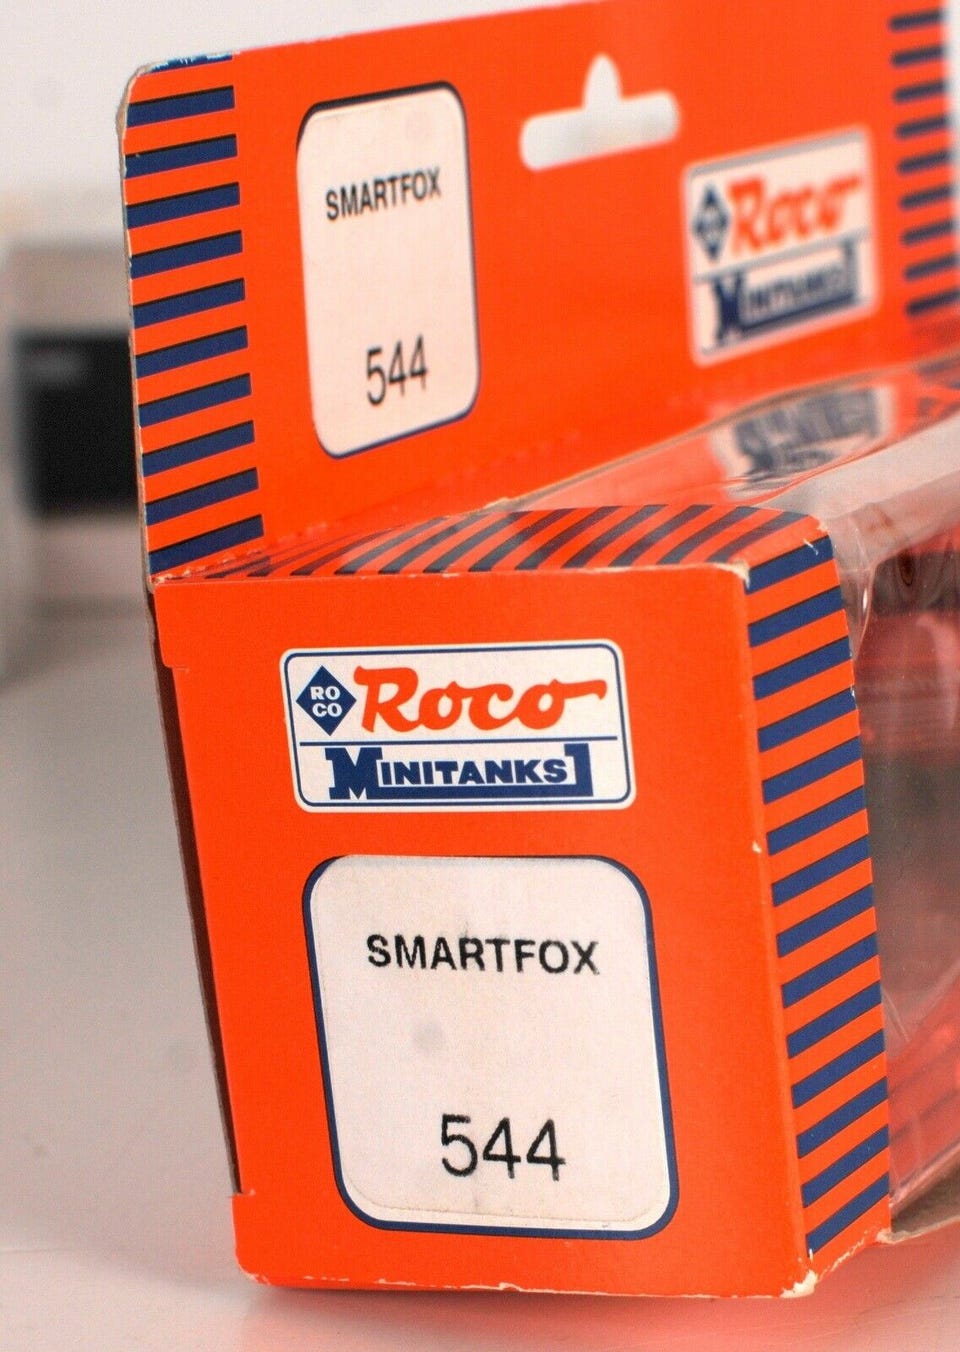 SMARTFOX
544
Roco
MINITANKS
RO
CO
Roco
MINITANKS
SMARTFOX
544